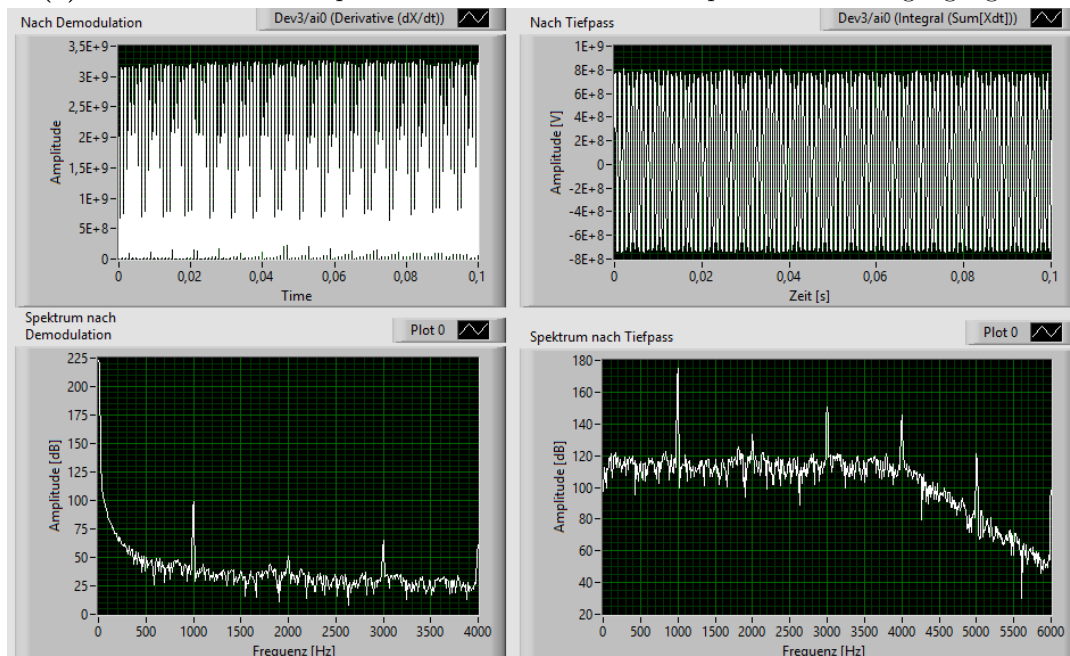 Nach Demodulation
Dev3/ai0 (Derivative (dX/dt))
3,5E+9
3E+9
2,5E+9
2E+9
1,5E+9
1E+9
5E+8
0
Amplitude
0 0,02 0,04 0,06 0,08 0,1
Time
Nach Tiefpass
Dev3/ai0 (Integral (Sum[Xdt]))
1E+9
8E+8
6E+8
4E+8
2E+8
0
-2E+8
-4E+8
-6E+8
-8E+8
Amplitude [V]
0 0,02 0,04 0,06 0,08 0,1
Zeit [s]
Spektrum nach
Demodulation
Plot 0
225
200
175
150
125
100
75
50
25
0
Amplitude [dB]
0 500 1000 1500 2000 2500 3000 3500 4000
Frequenz [Hz]
Spektrum nach Tiefpass
Plot 0
180
160
140
120
100
80
60
40
20
Amplitude [dB]
0 500 1000 1500 2000 2500 3000 3500 4000 4500 5000 5500 6000
Frequenz [Hz]